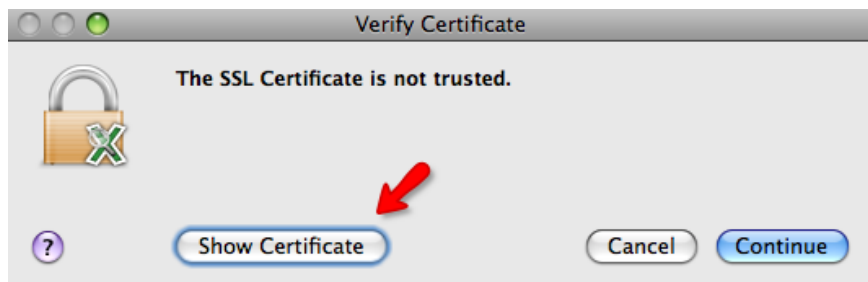 Verify Certificate
The SSL Certificate is not trusted.
?
Show Certificate
Cancel
Continue